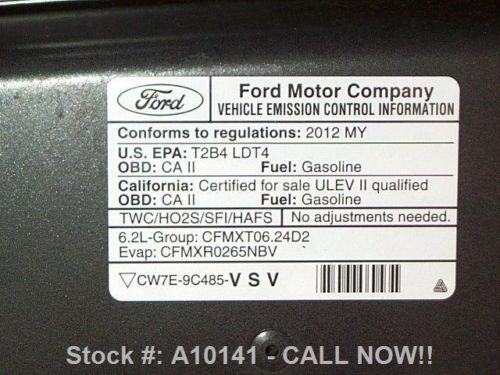 Ford
Ford Motor Company
VEHICLE EMISSION CONTROL INFORMATION
Conforms to regulations: 2012 MY
U.S. EPA: T2B4 LDT4
OBD: CA II Fuel: Gasoline
California: Certified for sale ULEV II qualified
OBD: CA II Fuel: Gasoline
TWC/HO2S/SFI/HAFS No adjustments needed.
6.2L-Group: CFMXT06.24D2
Evap: CFMXR0265NBV
▽CW7E-9C485-V S V
Stock #: A10141 - CALL NOW!!